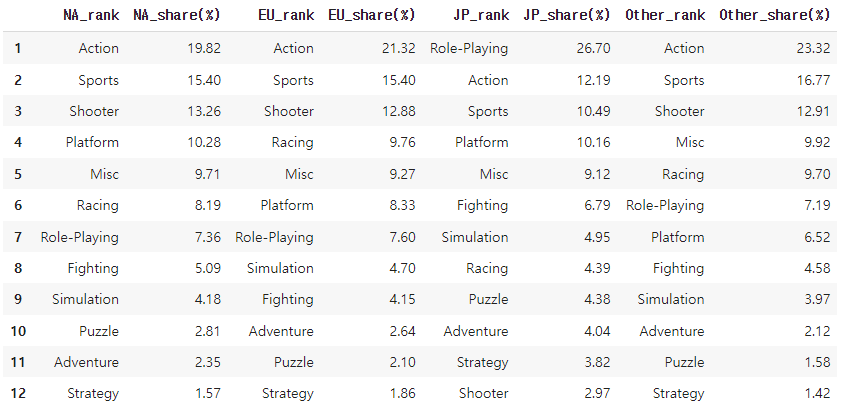 NA_rank NA_share(%) EU_rank EU_share(%) JP_rank JP_share(%) Other_rank Other_share(%)
1 Action 19.82 Action 21.32 Role-Playing 26.70 Action 23.32
2 Sports 15.40 Sports 15.40 Action 12.19 Sports 16.77
3 Shooter 13.26 Shooter 12.88 Sports 10.49 Shooter 12.91
4 Platform 10.28 Racing 9.76 Platform 10.16 Misc 9.92
5 Misc 9.71 Misc 9.27 Misc 9.12 Racing 9.70
6 Racing 8.19 Platform 8.33 Fighting 6.79 Role-Playing 7.19
7 Role-Playing 7.36 Role-Playing 7.60 Simulation 4.95 Platform 6.52
8 Fighting 5.09 Simulation 4.70 Racing 4.39 Fighting 4.58
9 Simulation 4.18 Fighting 4.15 Puzzle 4.38 Simulation 3.97
10 Puzzle 2.81 Adventure 2.64 Adventure 4.04 Adventure 2.12
11 Adventure 2.35 Puzzle 2.10 Strategy 3.82 Puzzle 1.58
12 Strategy 1.57 Strategy 1.86 Shooter 2.97 Strategy 1.42